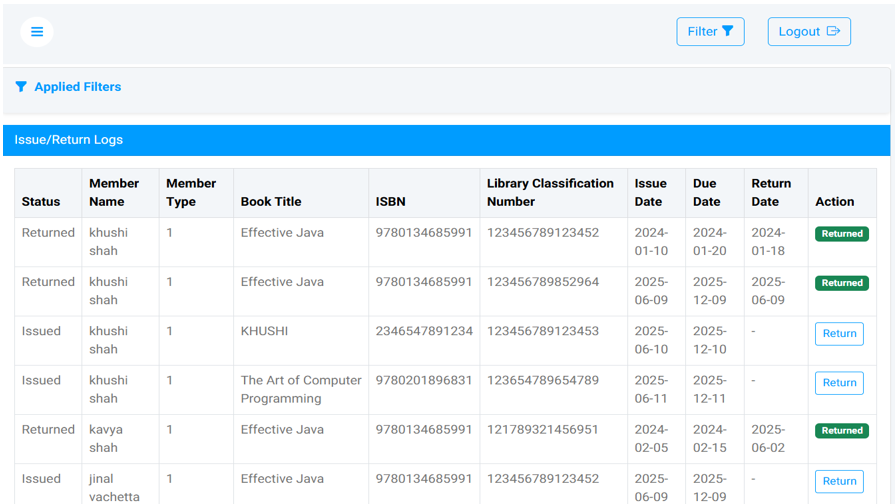 Filter
Logout
Applied Filters
Issue/Return Logs
Status Member Name Member Type Book Title ISBN Library Classification Number Issue Date Due Date Return Date Action
Returned khushi shah 1 Effective Java 9780134685991 123456789123452 2024-01-10 2024-01-20 2024-01-18 Returned
Returned khushi shah 1 Effective Java 9780134685991 123456789852964 2025-06-09 2025-12-09 2025-06-09 Returned
Issued khushi shah 1 KHUSHI 2346547891234 123456789123453 2025-06-10 2025-12-10 - Return
Issued khushi shah 1 The Art of Computer Programming 9780201896831 123654789654789 2025-06-11 2025-12-11 - Return
Returned kavya shah 1 Effective Java 9780134685991 121789321456951 2024-02-05 2024-02-15 2025-06-02 Returned
Issued jinal vachetta 1 Effective Java 9780134685991 123456789123452 2025-06-09 2025-12-09 - Return